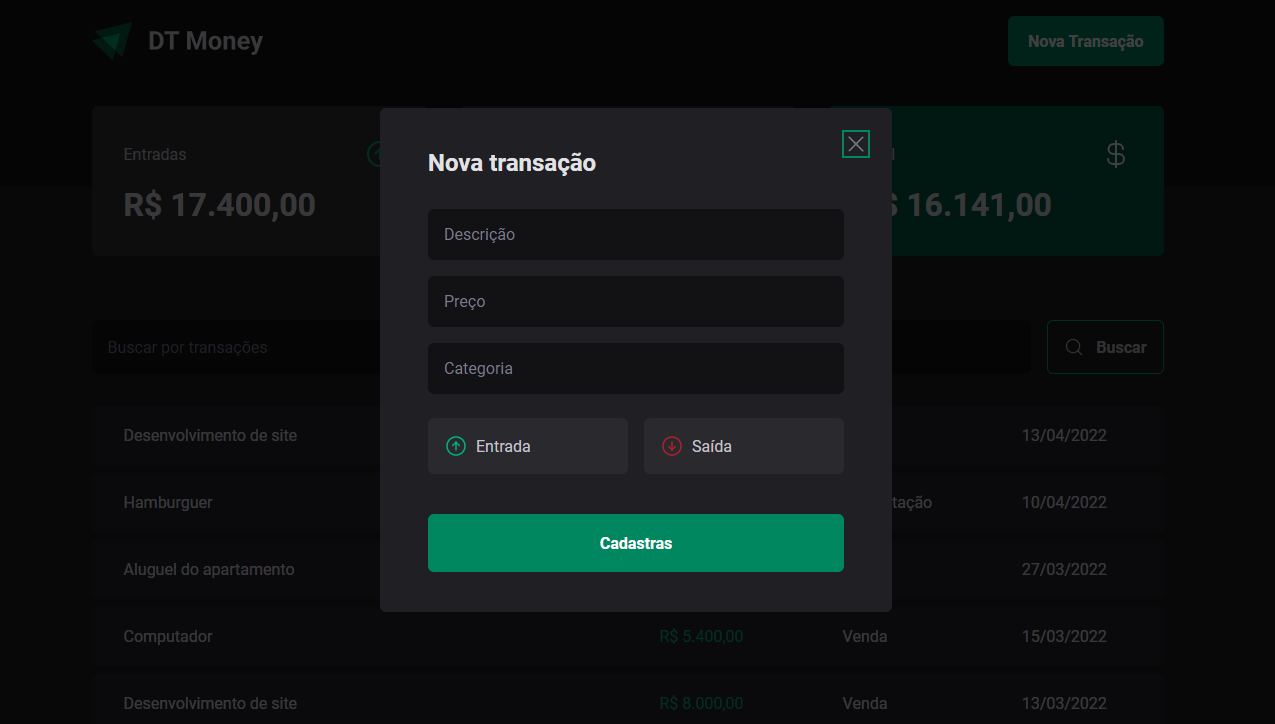 DT Money
Nova Transação
Entradas
R$ 17.400,00
$
16.141,00
Nova transação
Descrição
Preço
Categoria
Entrada
Saída
Cadastras
Buscar por transações
Buscar
Desenvolvimento de site
13/04/2022
Hamburguer
tação
10/04/2022
Aluguel do apartamento
27/03/2022
Computador
R$ 5.400,00
Venda
15/03/2022
Desenvolvimento de site
R$ 8.000,00
Venda
13/03/2022